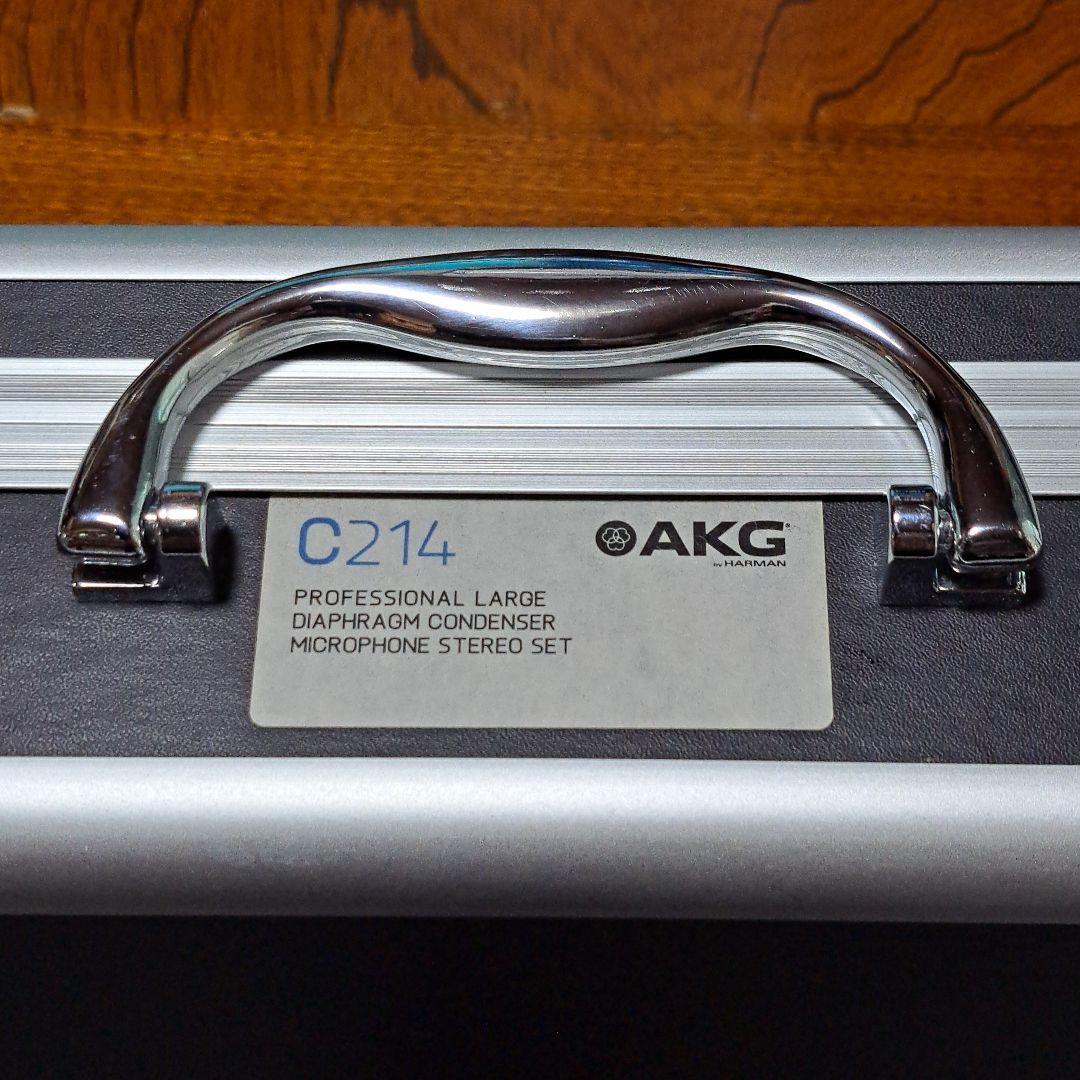 C214
AKG®
by HARMAN
PROFESSIONAL LARGE
DIAPHRAGM CONDENSER
MICROPHONE STEREO SET